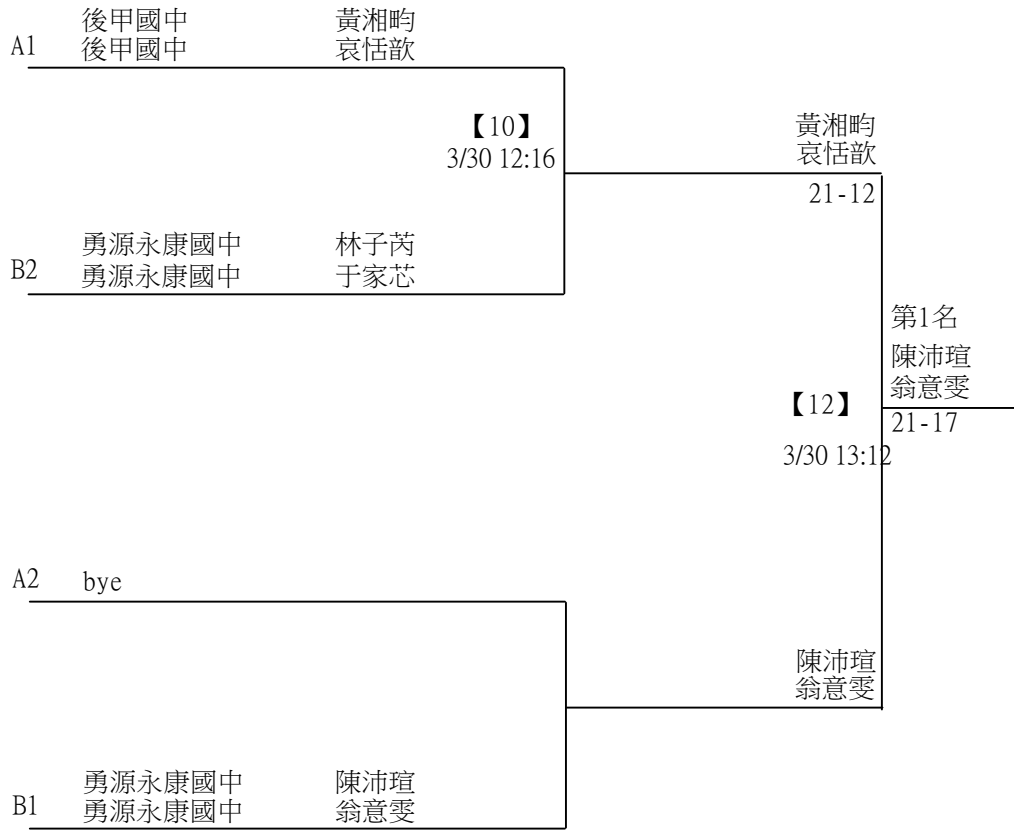 後甲國中 黃湘畇
A1 後甲國中 哀恬歆
【10】
3/30 12:16
黃湘畇
哀恬歆
21-12
勇源永康國中 林子芮
B2 勇源永康國中 于家芯
第1名
陳沛瑄
翁意雯
【12】
21-17
3/30 13:12
A2 bye
陳沛瑄
翁意雯
勇源永康國中 陳沛瑄
B1 勇源永康國中 翁意雯